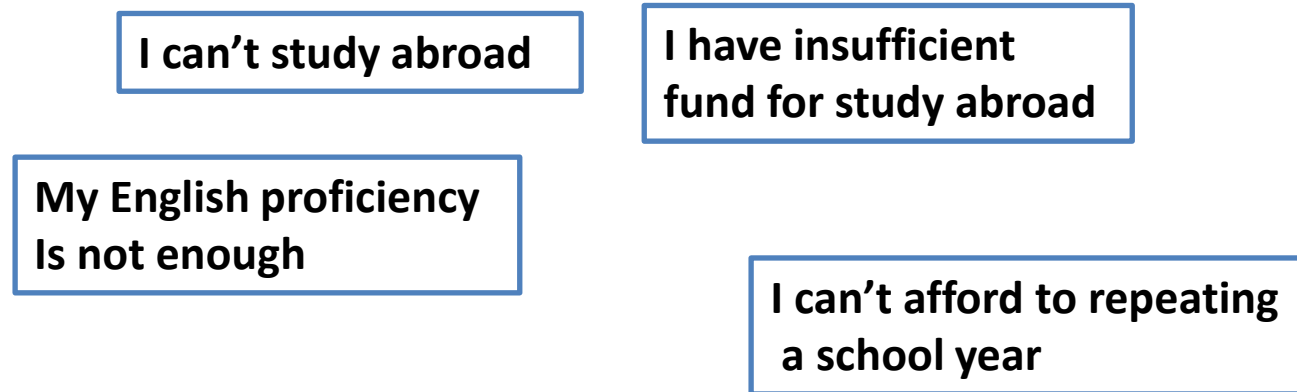 I can’t study abroad
I have insufficient
fund for study abroad
My English proficiency
Is not enough
I can’t afford to repeating
a school year